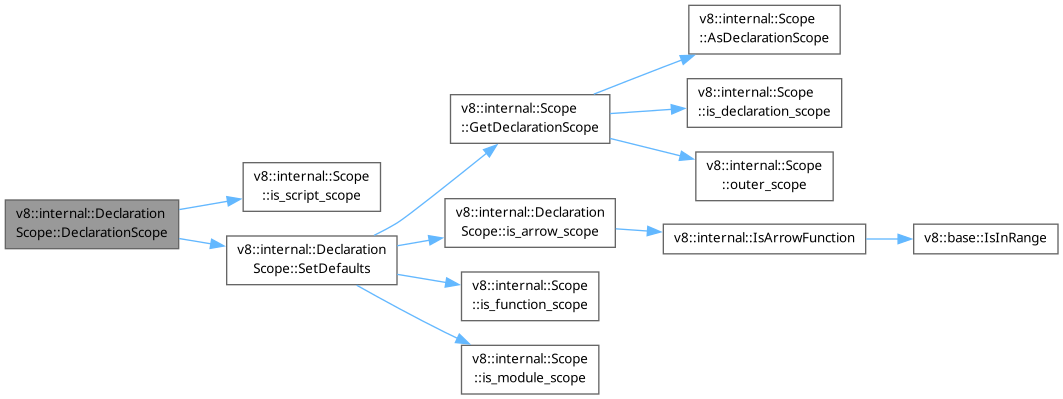 v8::internal::Declaration
Scope::DeclarationScope
v8::internal::Scope
::is_script_scope
v8::internal::Declaration
Scope::SetDefaults
v8::internal::Scope
::GetDeclarationScope
v8::internal::Scope
::AsDeclarationScope
v8::internal::Scope
::is_declaration_scope
v8::internal::Scope
::outer_scope
v8::internal::Declaration
Scope::is_arrow_scope
v8::internal::IsArrowFunction
v8::base::IsInRange
v8::internal::Scope
::is_function_scope
v8::internal::Scope
::is_module_scope